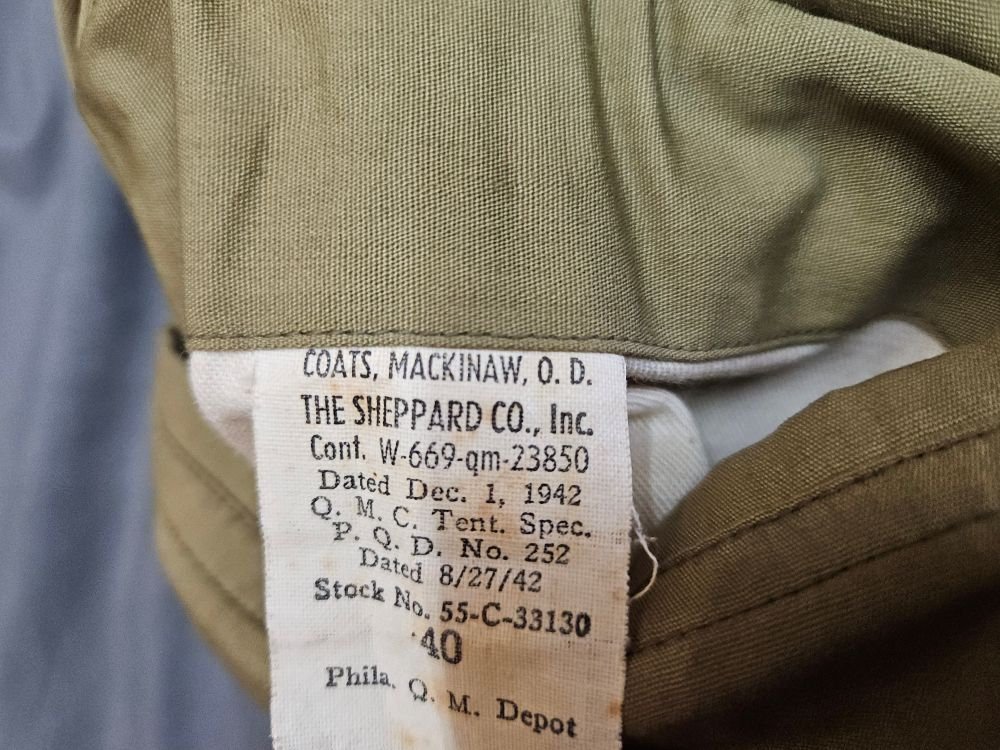 COATS, MACKINAW, O. D.
THE SHEPPARD CO., Inc.
Cont. W-669-qm-23850
Dated Dec. 1, 1942
Q. M. C. Tent. Spec.
P. Q. D. No. 252
Dated 8/27/42
Stock No. 55-C-33130
40
Phila. Q. M. Depot